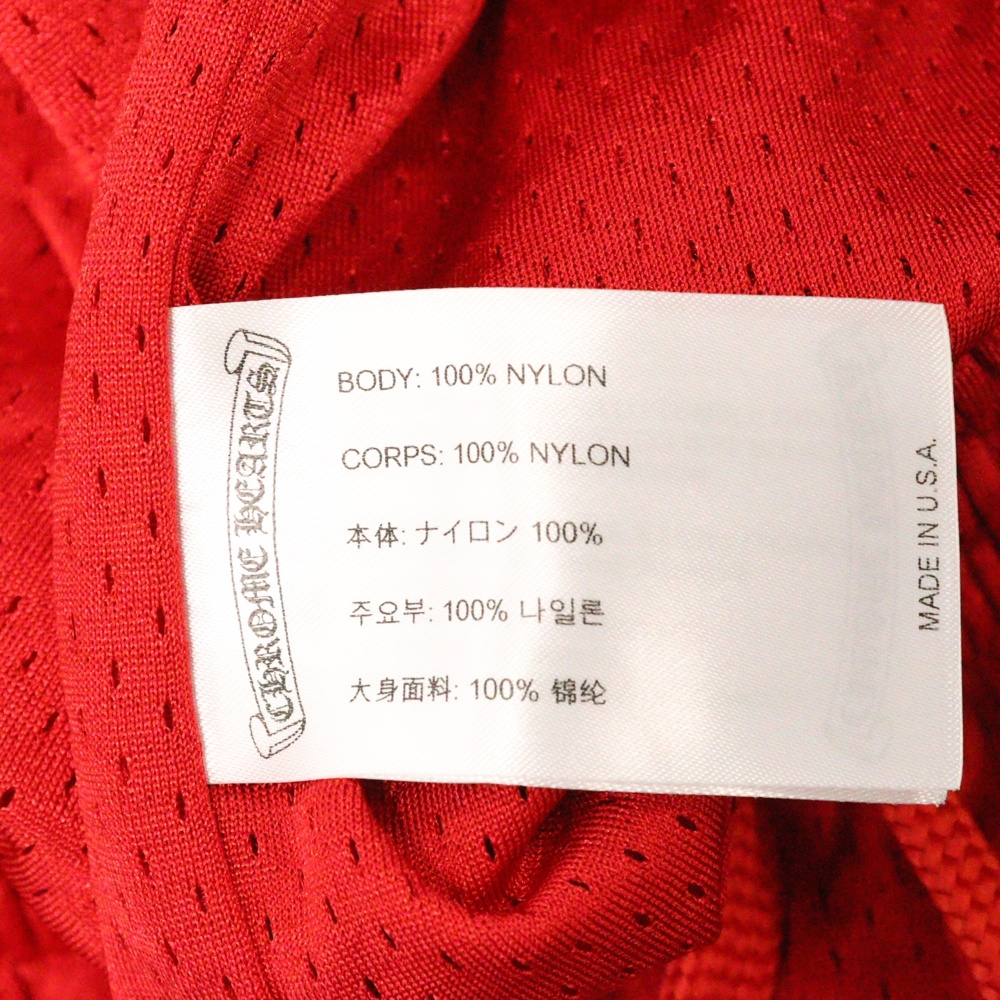 CHROME HEARTS
BODY: 100% NYLON
CORPS: 100% NYLON
本体: ナイロン 100%
주요부: 100% 나일론
大身面料: 100% 锦纶
MADE IN U.S.A.